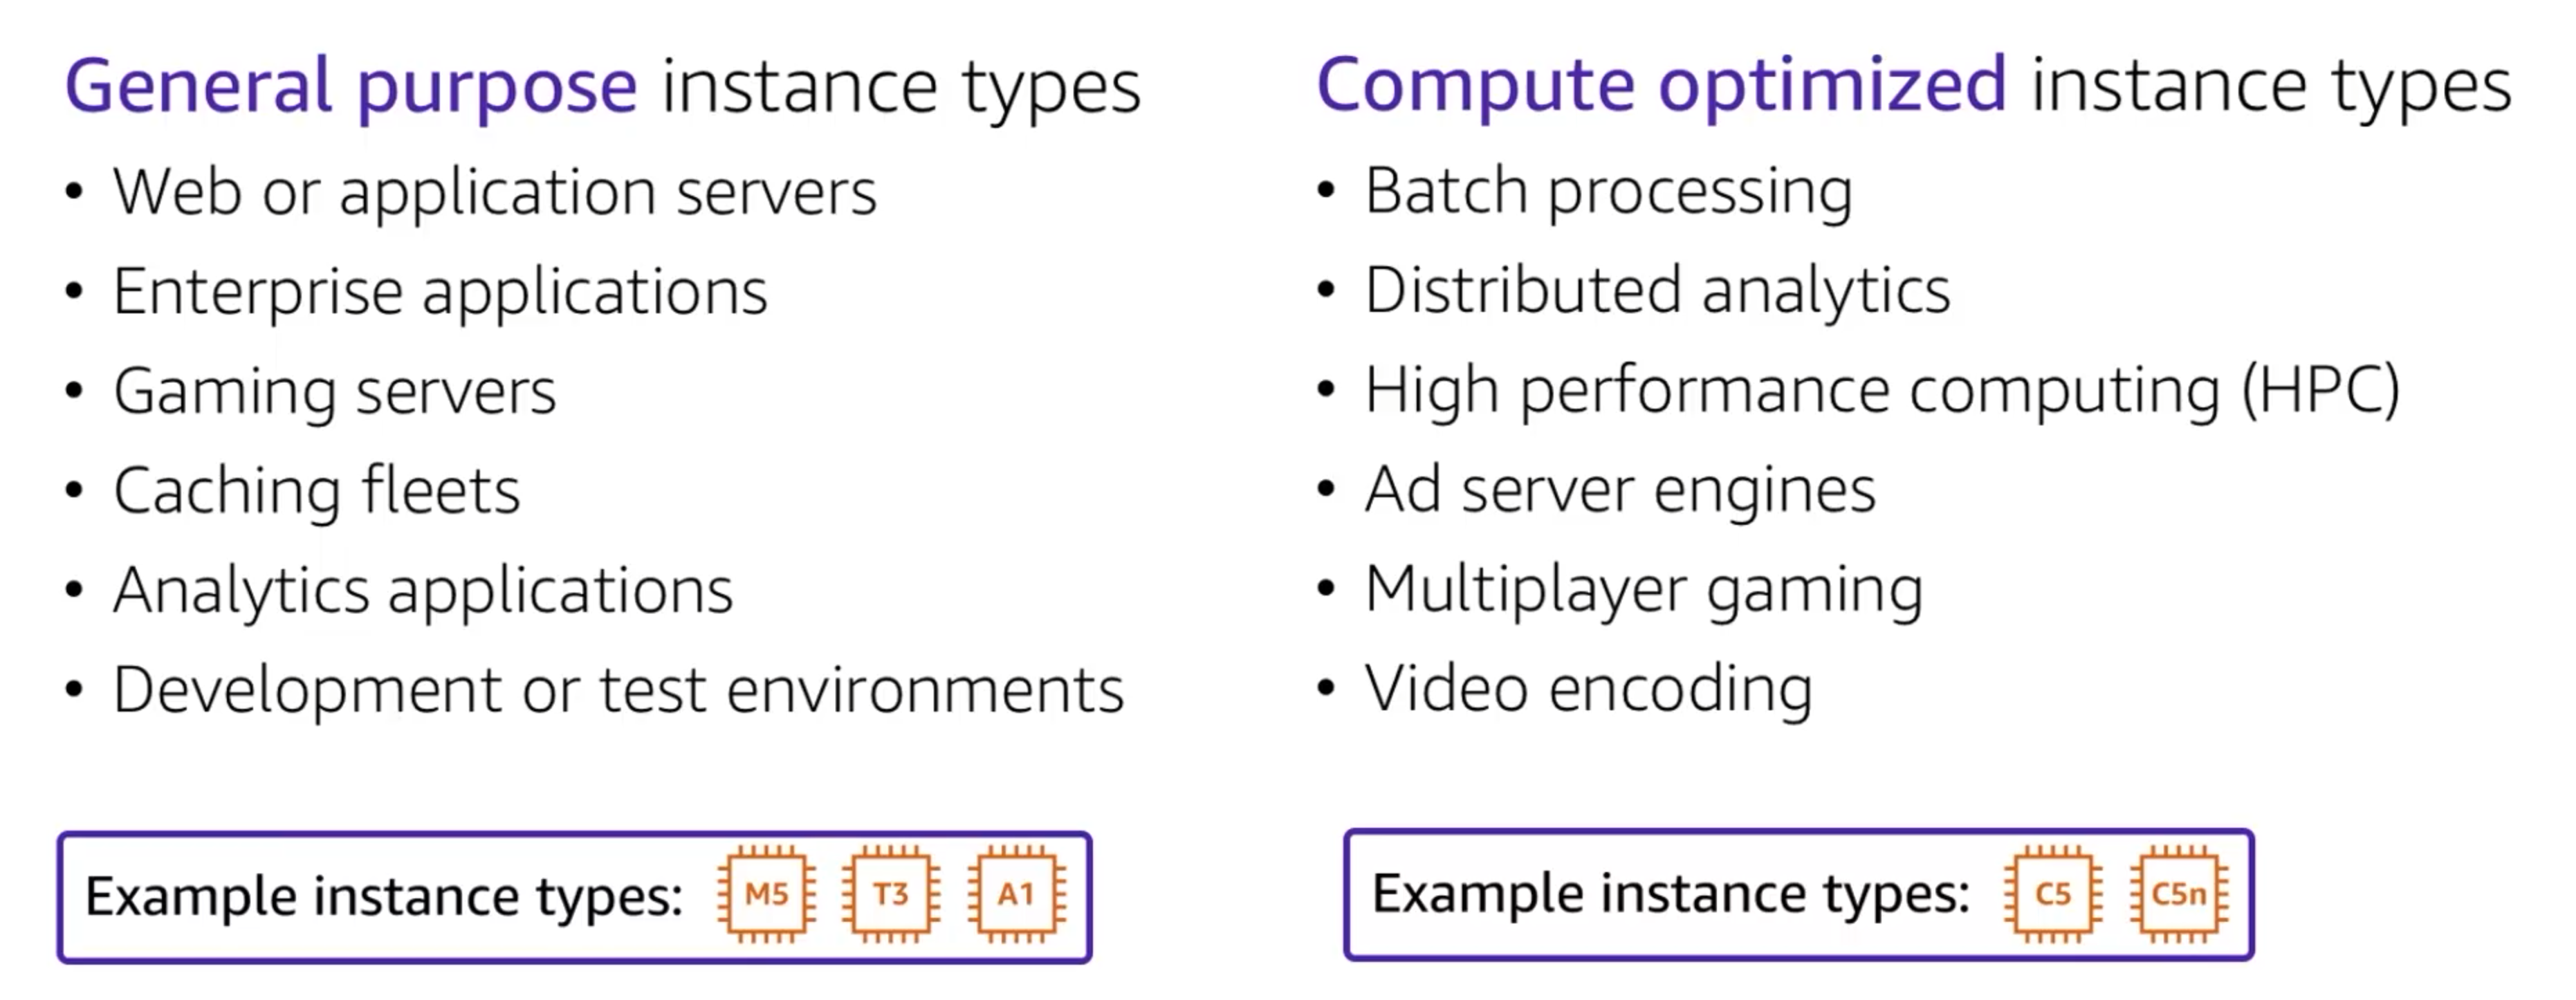 General purpose instance types
• Web or application servers
• Enterprise applications
• Gaming servers
• Caching fleets
• Analytics applications
• Development or test environments
Example instance types: M5 T3 A1
Compute optimized instance types
• Batch processing
• Distributed analytics
• High performance computing (HPC)
• Ad server engines
• Multiplayer gaming
• Video encoding
Example instance types: C5 C5n